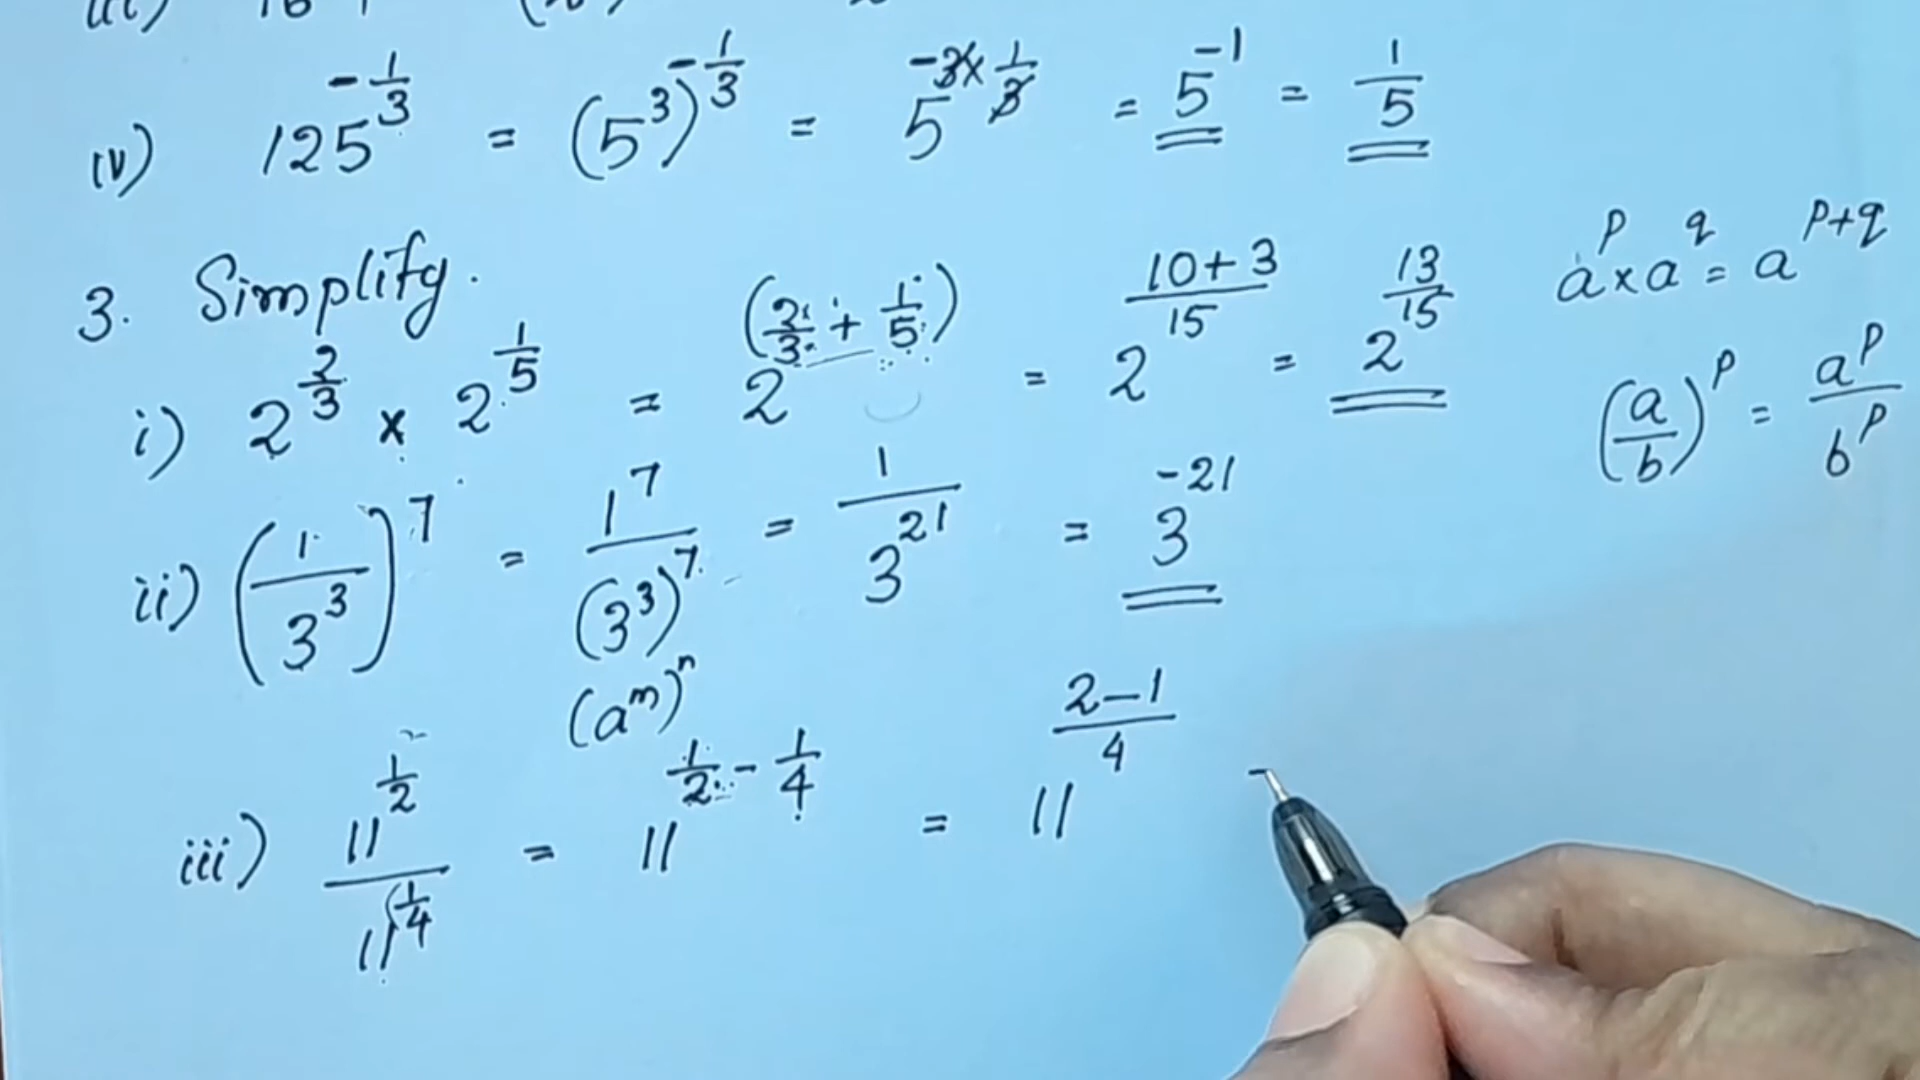 iv) 125^(-1/3) = (5^3)^(-1/3) = 5^(-3×1/3) = 5^(-1) = 1/5
3. Simplify.
i) 2^(2/3) × 2^(1/5) = 2^(2/3 + 1/5) = 2^((10+3)/15) = 2^(13/15)
a^p × a^q = a^(p+q)
(a/b)^p = a^p/b^p
ii) (1/3^3)^7 = 1^7/(3^3)^7 = 1/3^21 = 3^(-21)
(a^m)^n
iii) 11^(1/2)/11^(1/4) = 11^(1/2 - 1/4) = 11^((2-1)/4) -